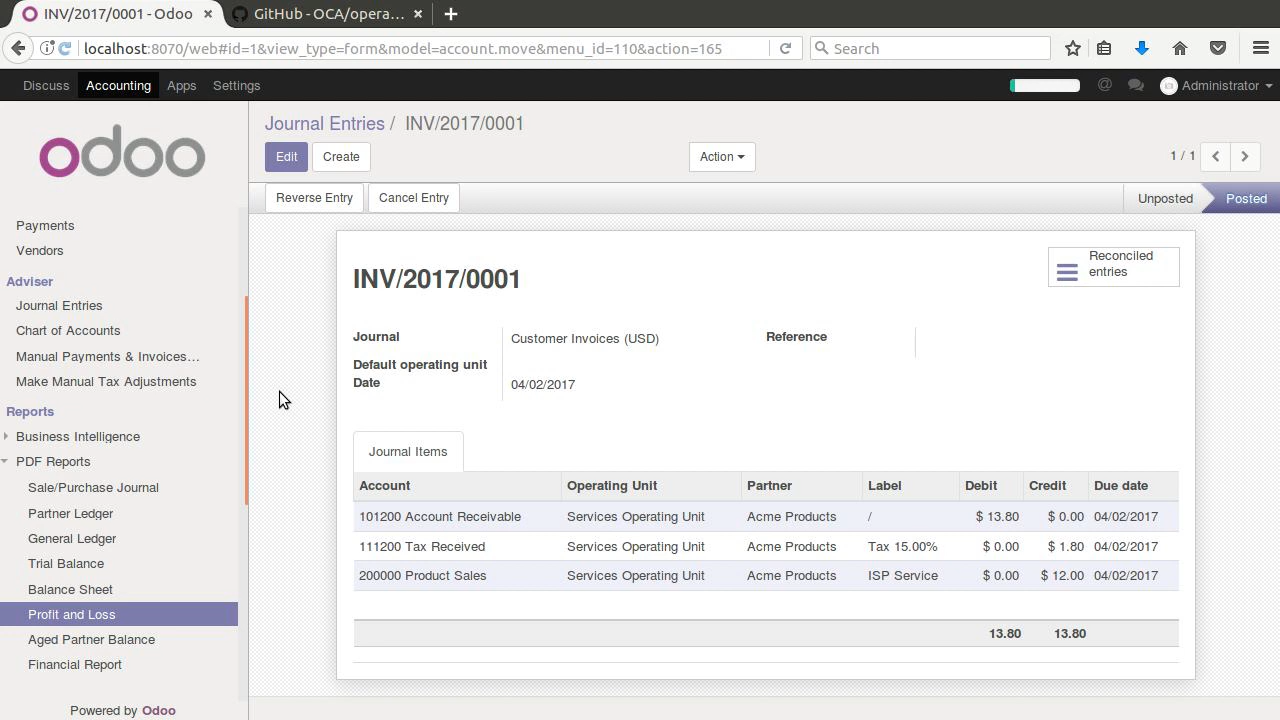 INV/2017/0001 - Odoo × GitHub - OCA/opera... × +
localhost:8070/web#id=1&view_type=form&model=account.move&menu_id=110&action=165 Search
Discuss Accounting Apps Settings @ Administrator
odoo
Journal Entries / INV/2017/0001
Edit Create Action 1 / 1
Reverse Entry Cancel Entry Unposted Posted
Payments
Vendors
Adviser
Journal Entries
Chart of Accounts
Manual Payments & Invoices...
Make Manual Tax Adjustments
Reports
Business Intelligence
PDF Reports
Sale/Purchase Journal
Partner Ledger
General Ledger
Trial Balance
Balance Sheet
Profit and Loss
Aged Partner Balance
Financial Report
Powered by Odoo
Reconciled
entries
INV/2017/0001
Journal Customer Invoices (USD) Reference
Default operating unit
Date 04/02/2017
Journal Items
Account Operating Unit Partner Label Debit Credit Due date
101200 Account Receivable Services Operating Unit Acme Products / $ 13.80 $ 0.00 04/02/2017
111200 Tax Received Services Operating Unit Acme Products Tax 15.00% $ 0.00 $ 1.80 04/02/2017
200000 Product Sales Services Operating Unit Acme Products ISP Service $ 0.00 $ 12.00 04/02/2017
13.80 13.80